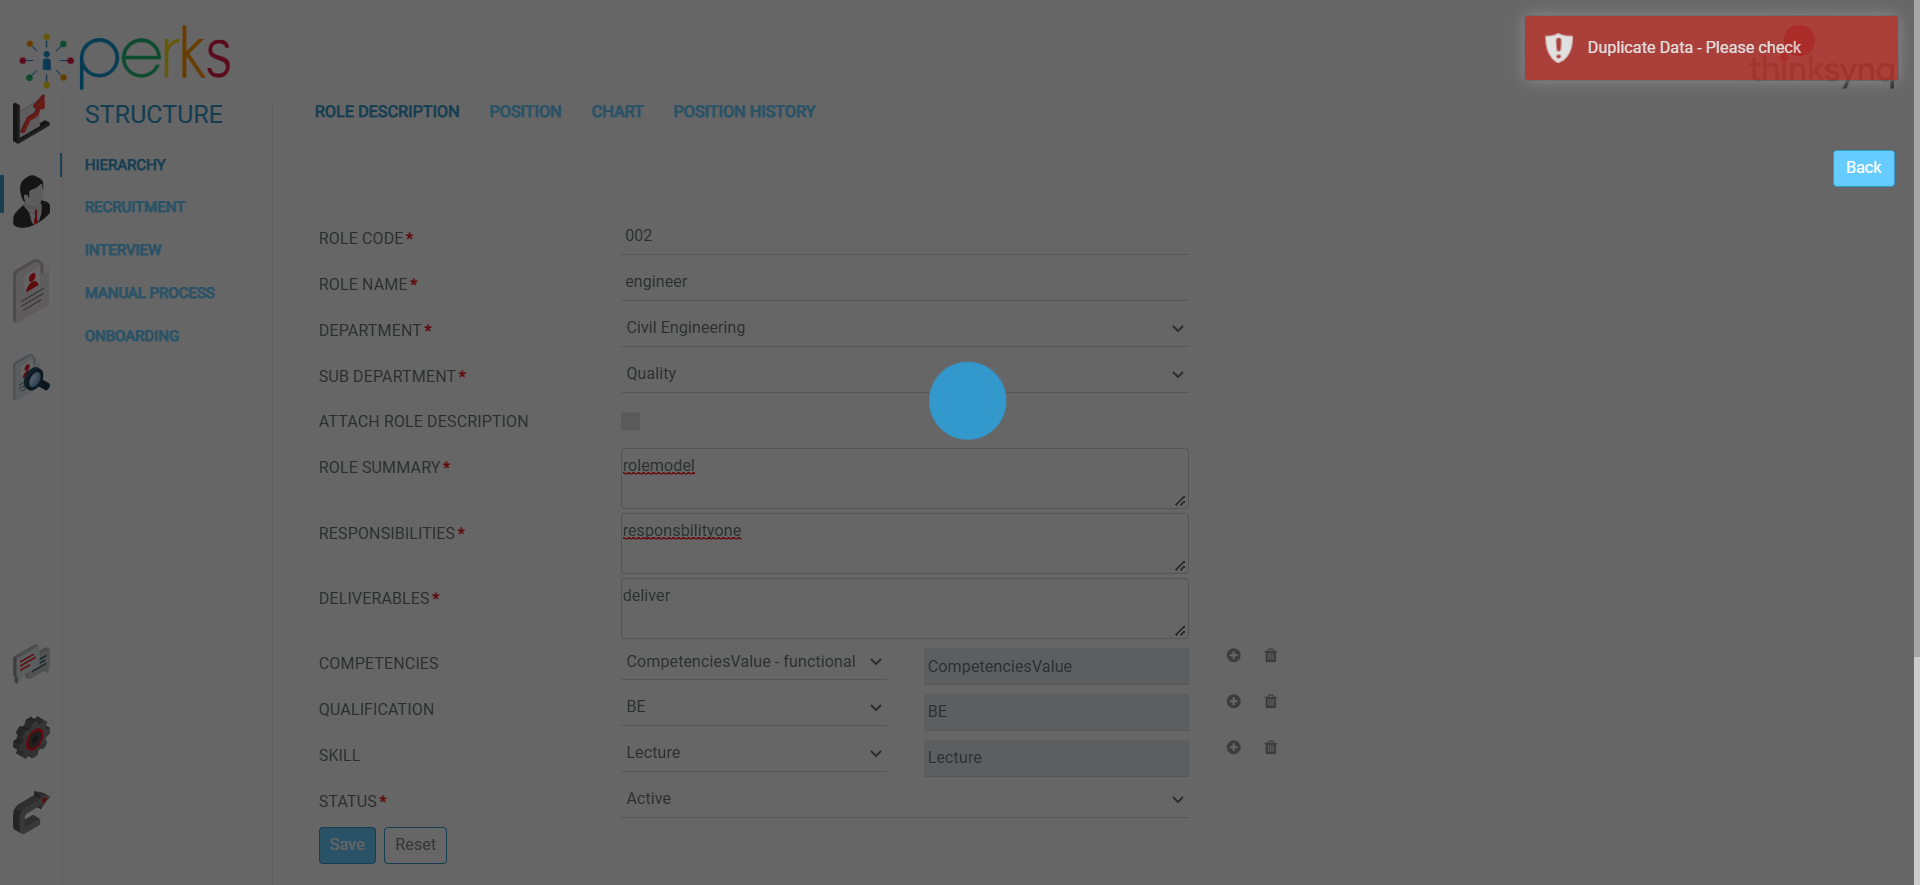 perks
Duplicate Data - Please check
thinksynq
STRUCTURE
ROLE DESCRIPTION POSITION CHART POSITION HISTORY
HIERARCHY
Back
RECRUITMENT
INTERVIEW
MANUAL PROCESS
ONBOARDING
ROLE CODE* 002
ROLE NAME* engineer
DEPARTMENT* Civil Engineering
SUB DEPARTMENT* Quality
ATTACH ROLE DESCRIPTION
ROLE SUMMARY* rolemodel
RESPONSIBILITIES* responsbilityone
DELIVERABLES* deliver
COMPETENCIES CompetenciesValue - functional CompetenciesValue
QUALIFICATION BE BE
SKILL Lecture Lecture
STATUS* Active
Save Reset